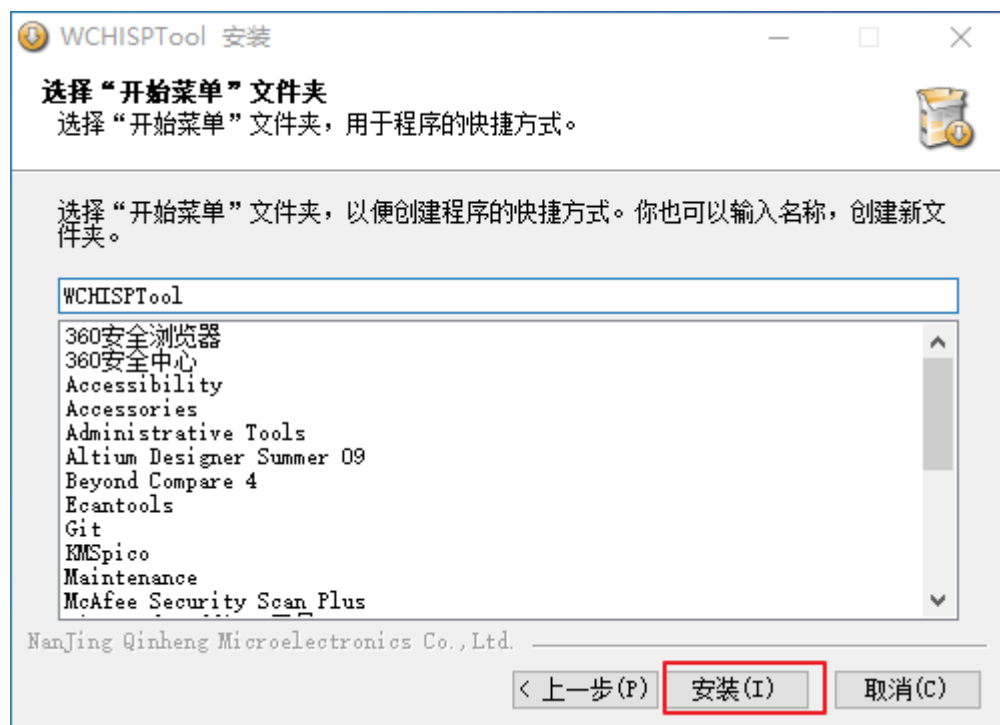 WCHISPTool 安装
选择“开始菜单”文件夹
选择“开始菜单”文件夹，用于程序的快捷方式。
选择“开始菜单”文件夹，以便创建程序的快捷方式。你也可以输入名称，创建新文
件夹。
WCHISPTool
360安全浏览器
360安全中心
Accessibility
Accessories
Administrative Tools
Altium Designer Summer 09
Beyond Compare 4
Ecantools
Git
KMSpico
Maintenance
McAfee Security Scan Plus
NanJing Qinheng Microelectronics Co.,Ltd.
< 上一步(P) 安装(I) 取消(C)